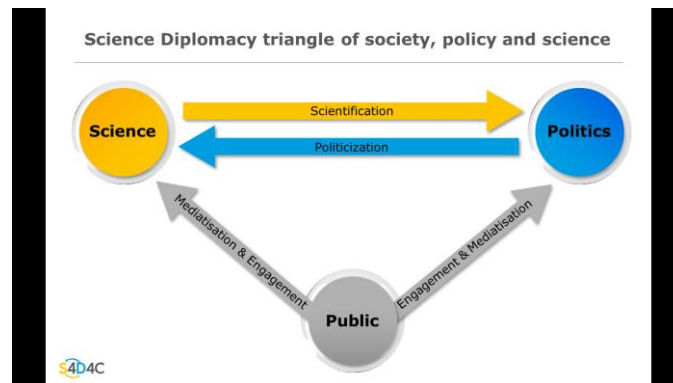 Science Diplomacy triangle of society, policy and science
Science
Scientification
Politicization
Politics
Mediatisation & Engagement
Engagement & Mediatisation
Public
S4D4C